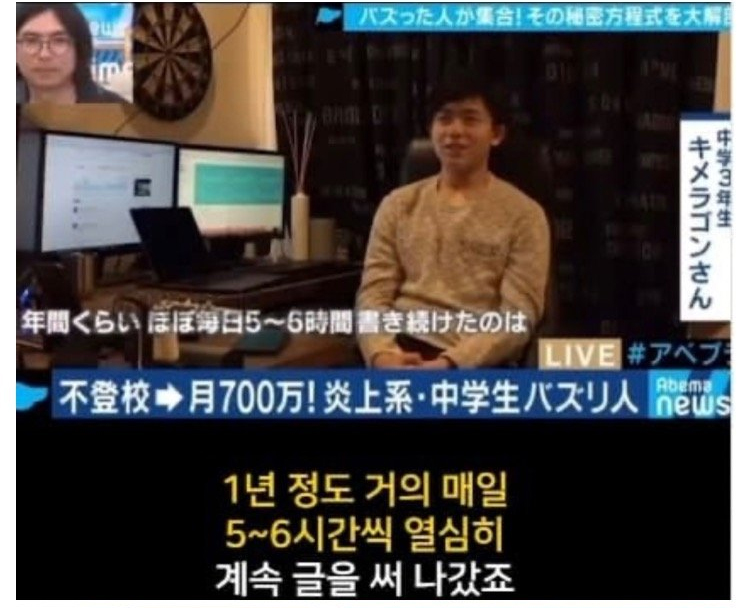 バズった人が集合！その秘密方程式を大解
中学3年生
キメラゴンさん
年間くらい ほぼ毎日5～6時間 書き続けたのは
LIVE #アベプ
不登校➡月700万！炎上系・中学生バズリ人
Abema
news
1년 정도 거의 매일
5~6시간씩 열심히
계속 글을 써 나갔죠